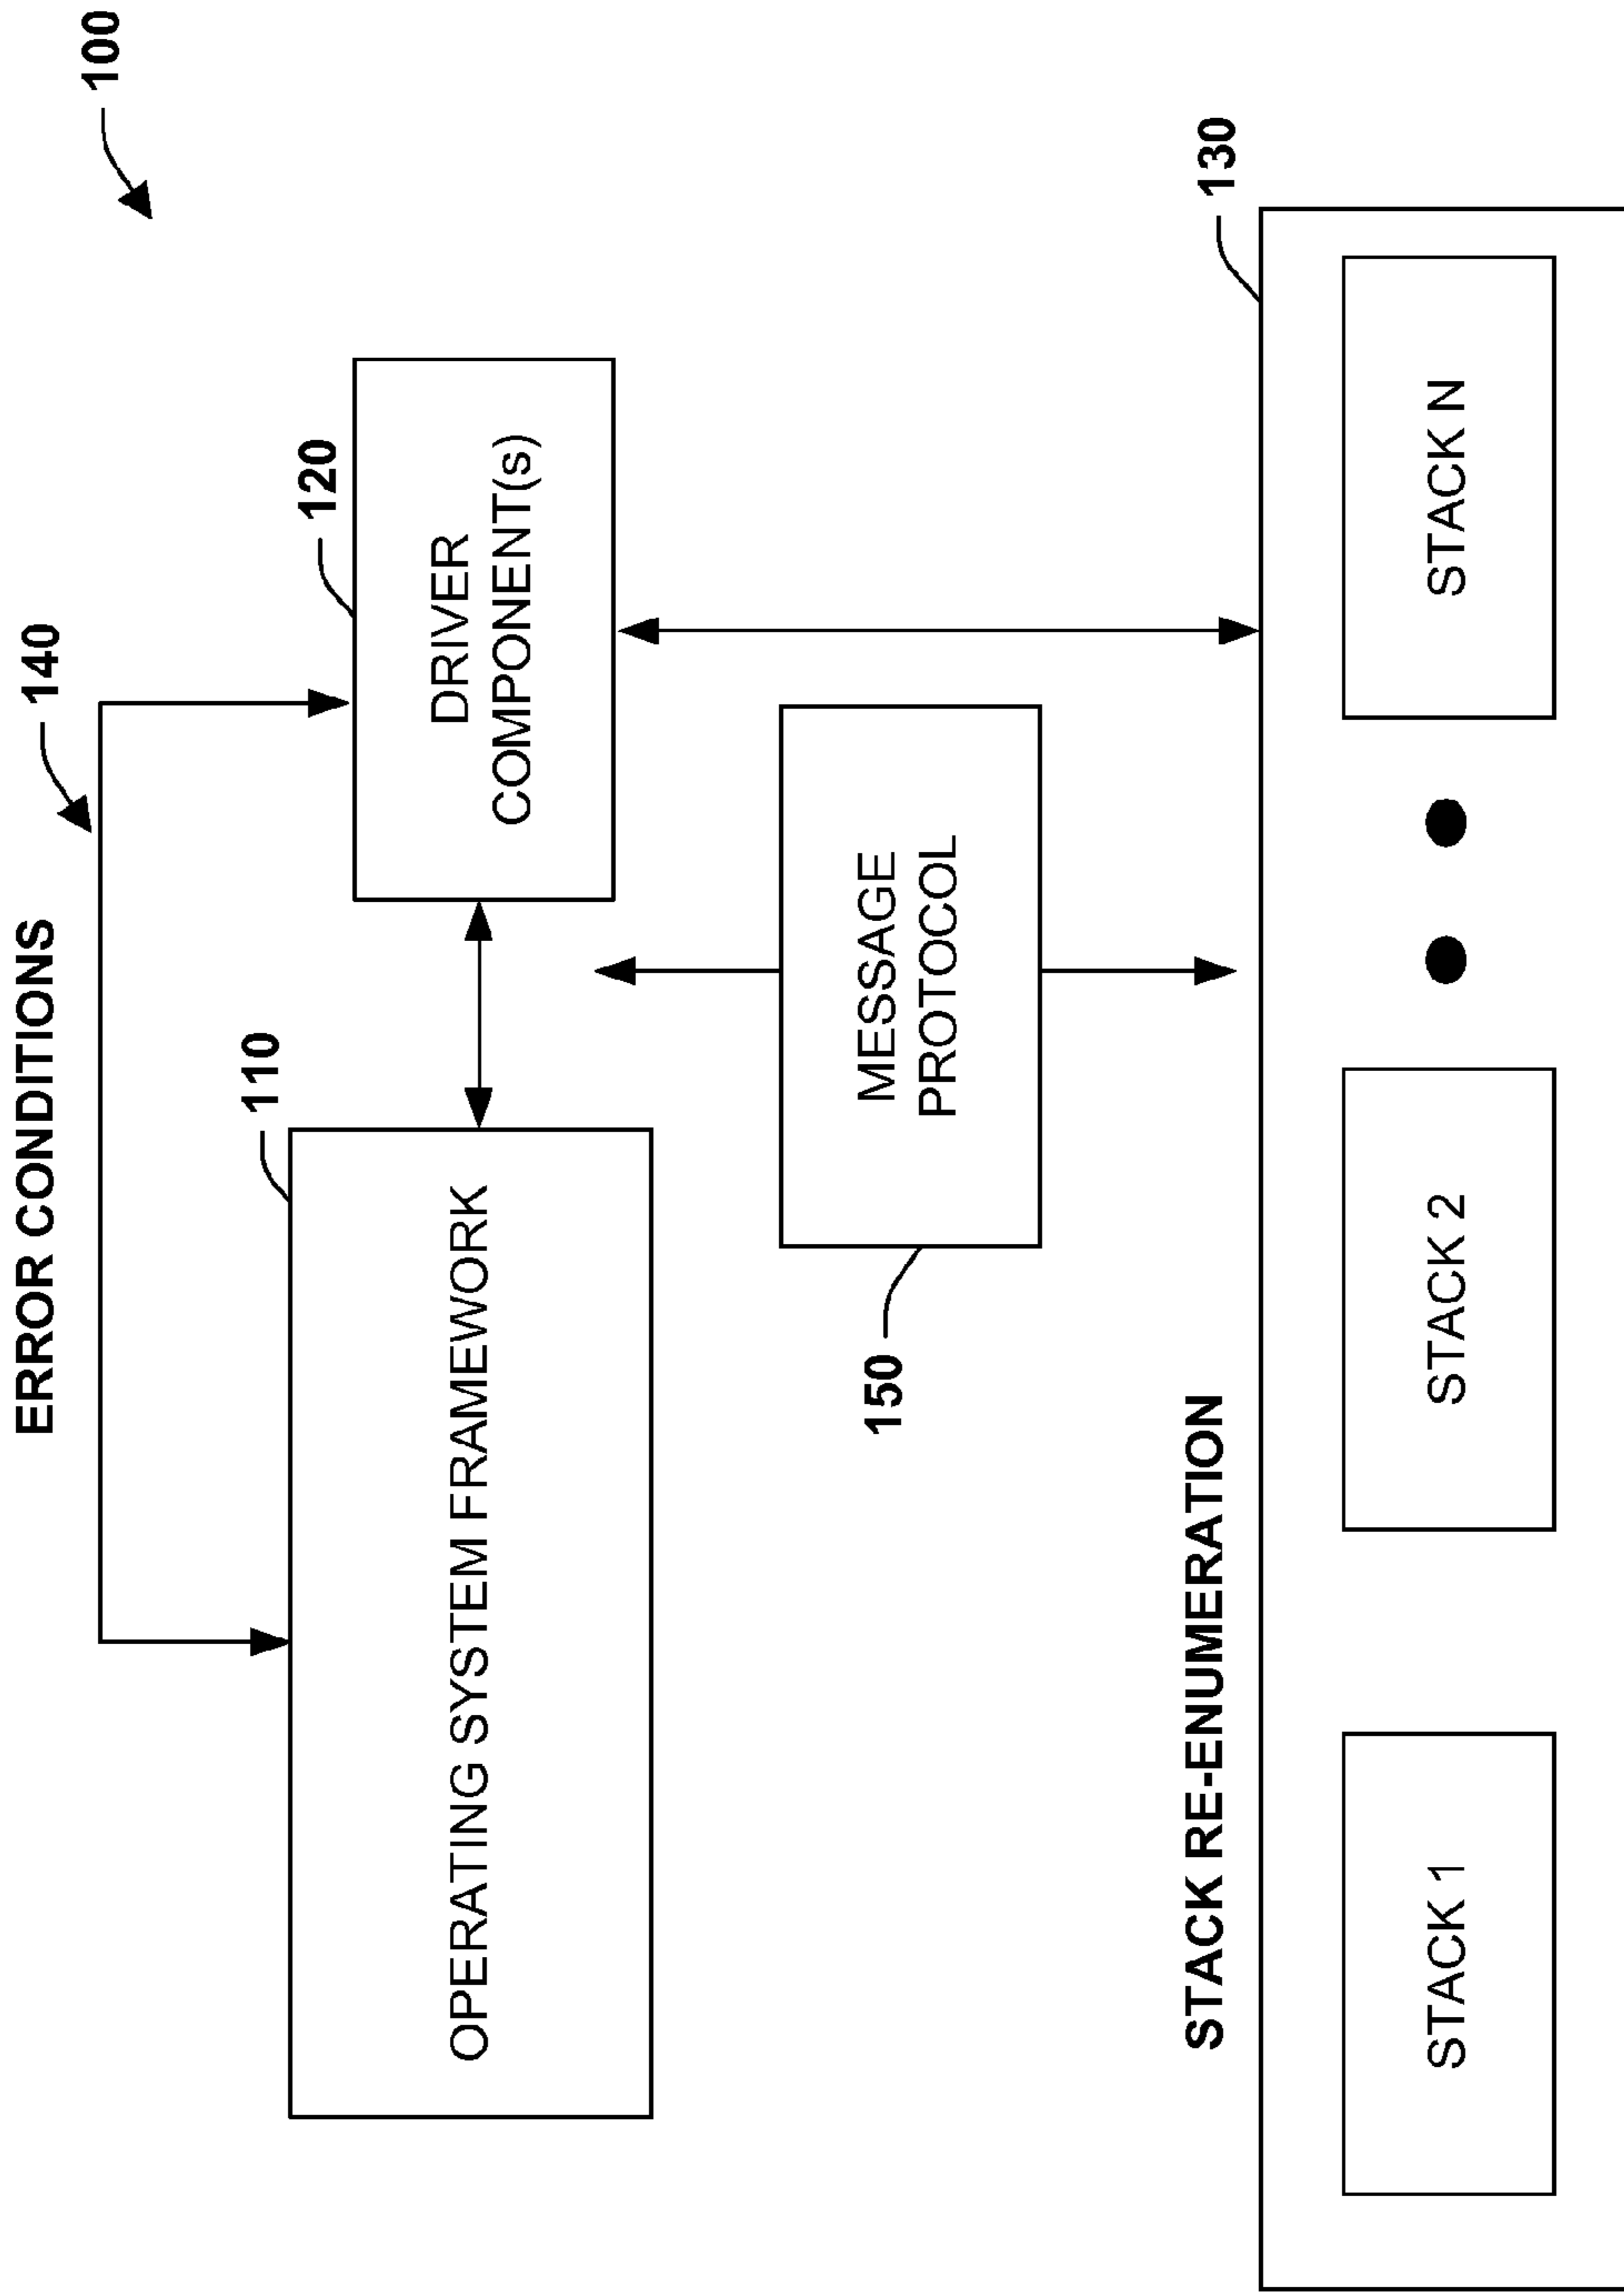 100
ERROR CONDITIONS
140
110
120
OPERATING SYSTEM FRAMEWORK
DRIVER
COMPONENT(s)
MESSAGE
PROTOCOL
150
STACK RE-ENUMERATION
130
STACK 1
STACK 2
STACK N